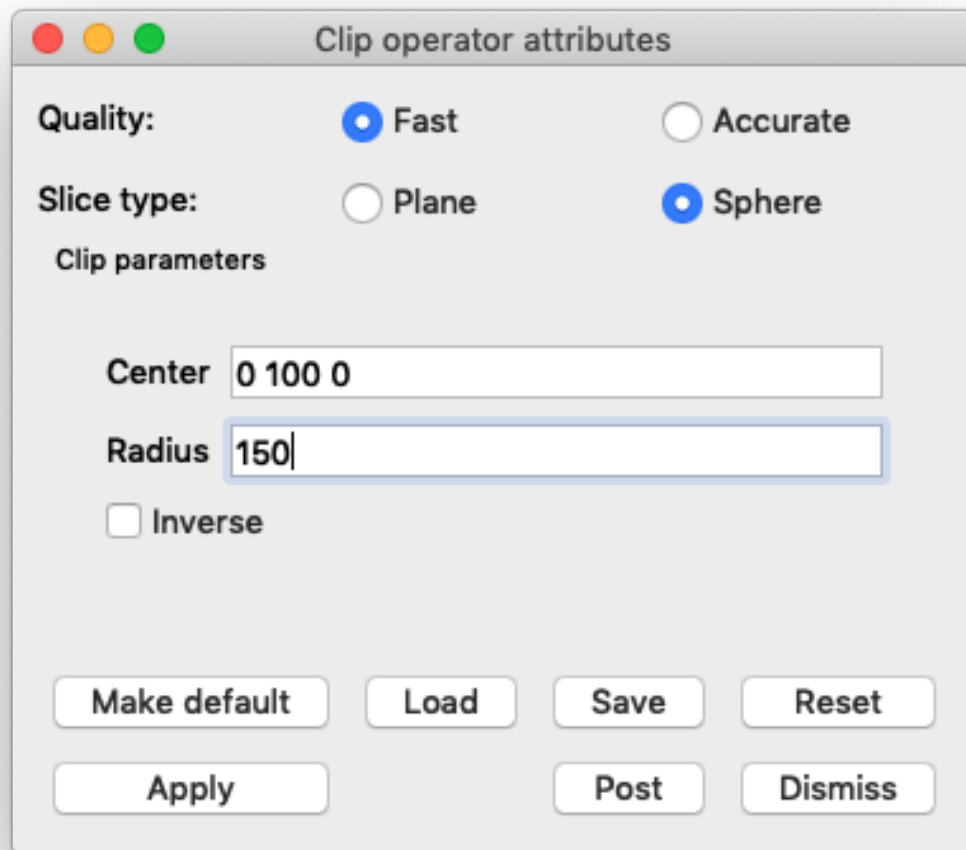 Clip operator attributes
Quality: Fast Accurate
Slice type: Plane Sphere
Clip parameters
Center 0 100 0
Radius 150
Inverse
Make default Load Save Reset
Apply Post Dismiss